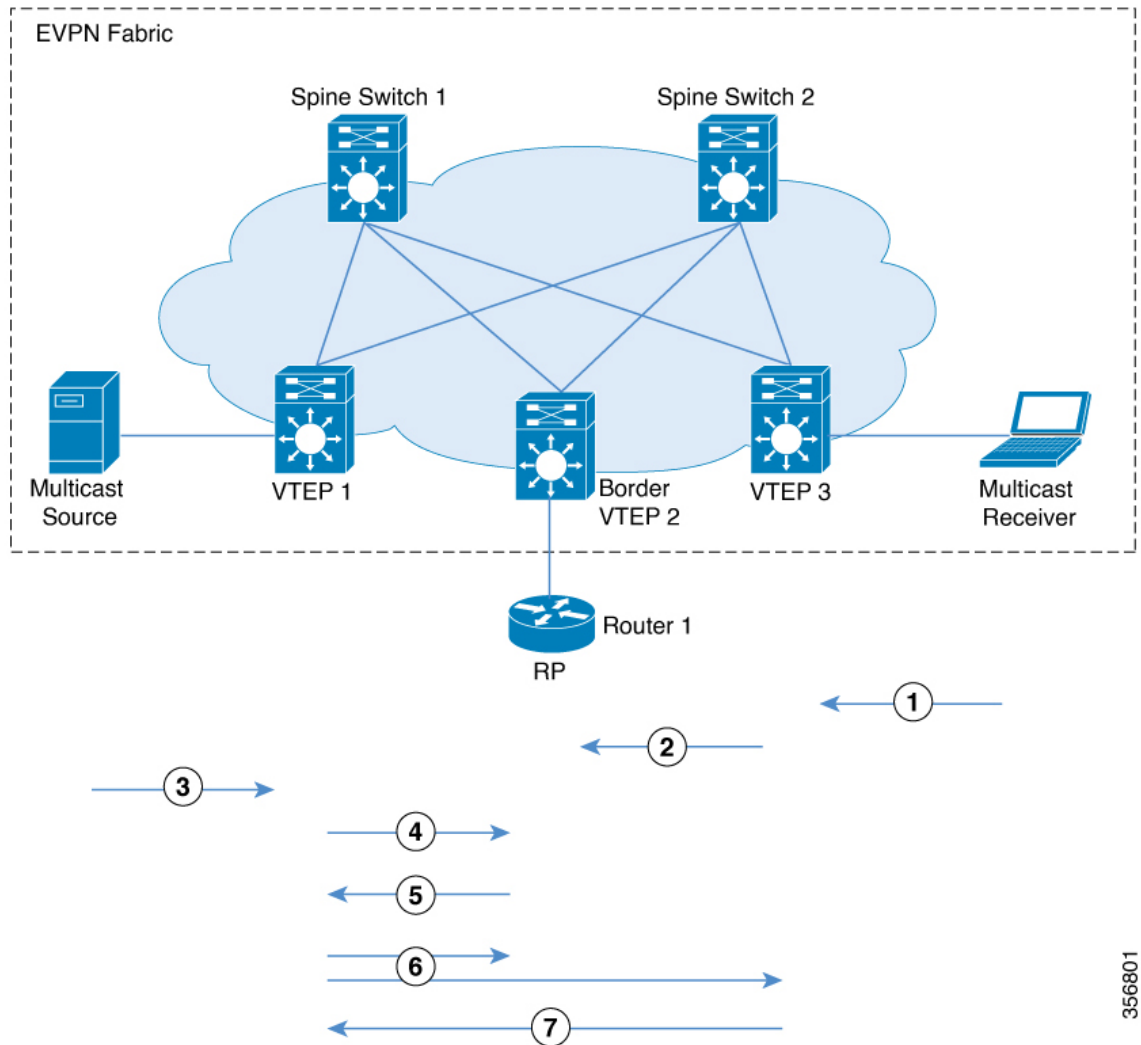 EVPN Fabric
Spine Switch 1
Spine Switch 2
Multicast
Source
VTEP 1
Border
VTEP 2
VTEP 3
Multicast
Receiver
Router 1
RP
1
2
3
4
5
6
7
356801